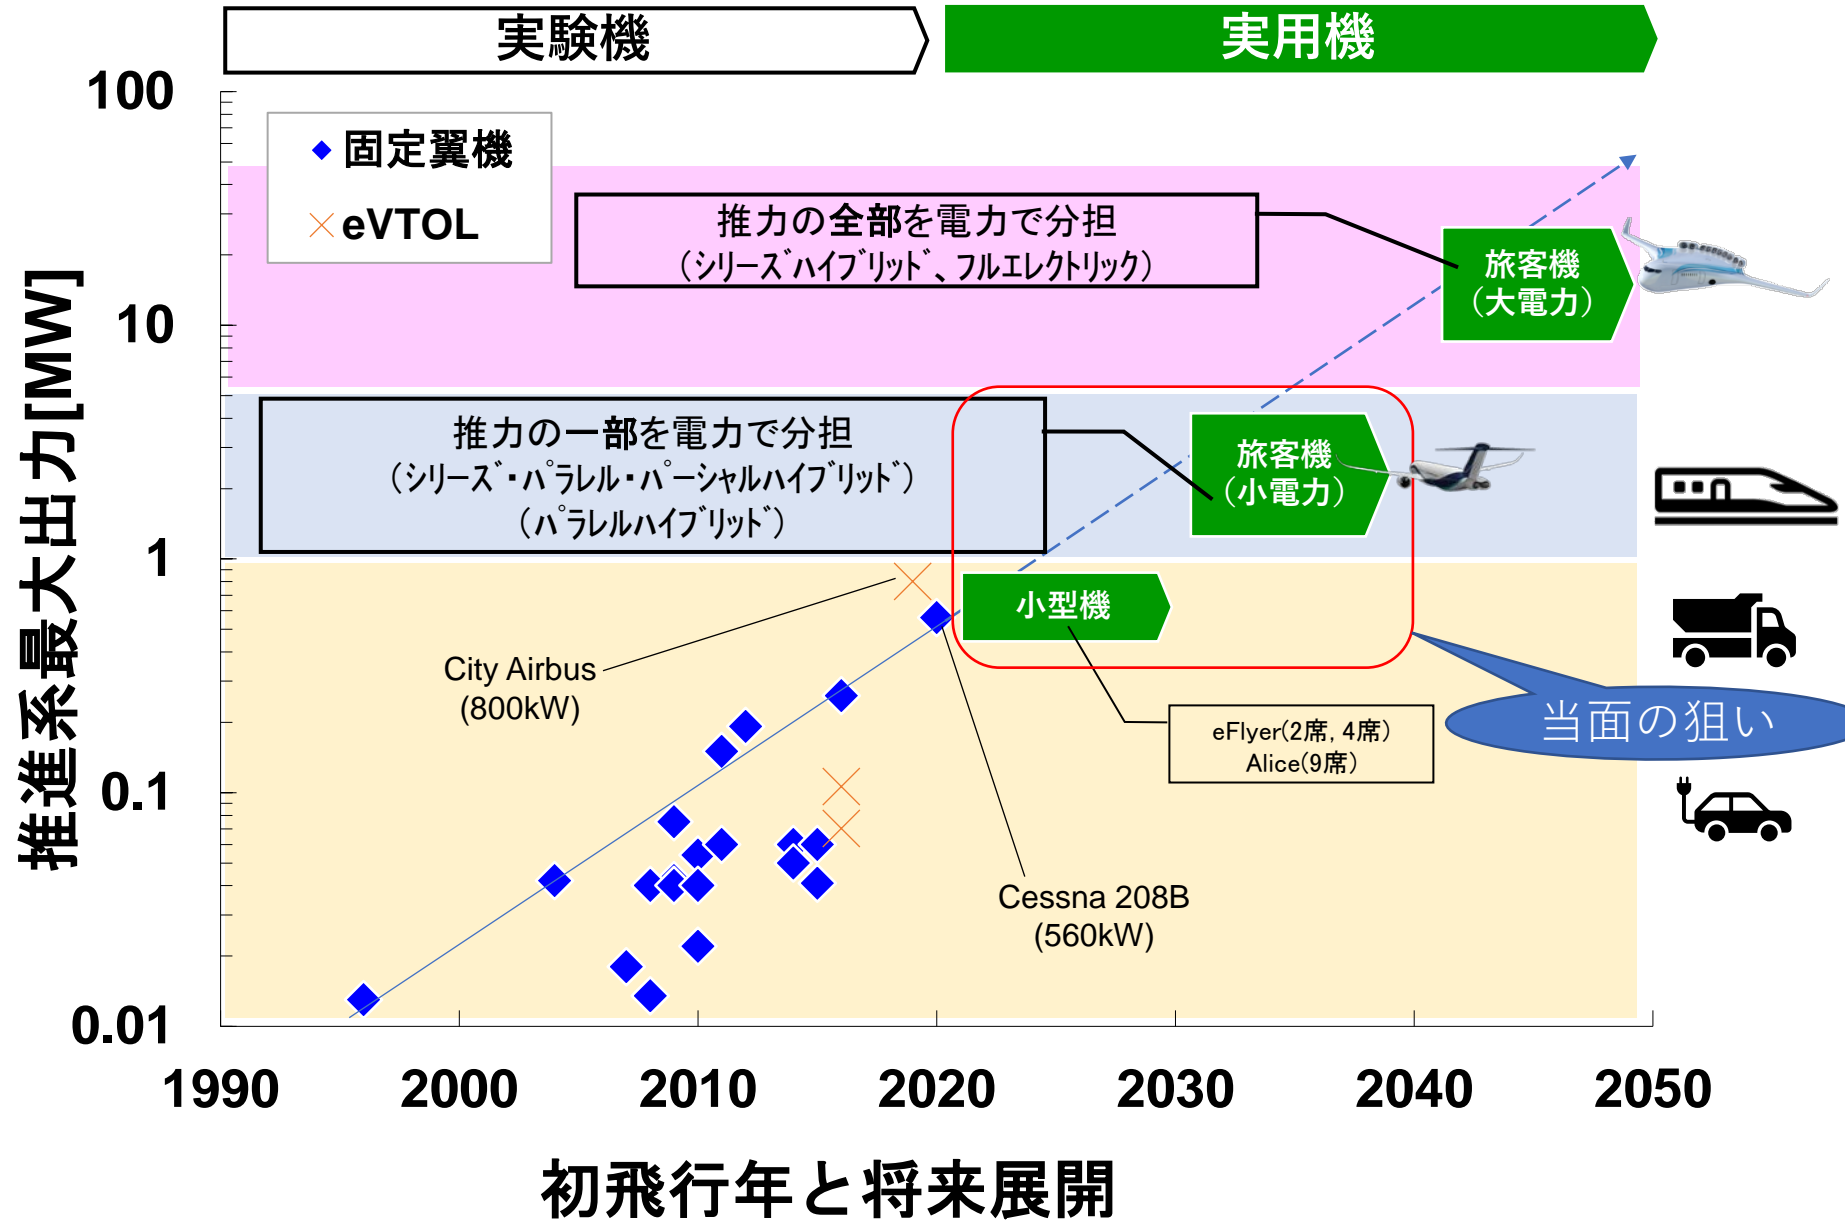 実験機
実用機
100
10
1
0.1
0.01
推進系最大出力[MW]
固定翼機
eVTOL
推力の全部を電力で分担
（シリーズハイブリッド、フルエレクトリック）
旅客機
（大電力）
推力の一部を電力で分担
（シリーズ・パラレル・パーシャルハイブリッド）
（パラレルハイブリッド）
旅客機
（小電力）
小型機
City Airbus
(800kW)
eFlyer(2席, 4席)
Alice(9席)
当面の狙い
Cessna 208B
(560kW)
1990
2000
2010
2020
2030
2040
2050
初飛行年と将来展開